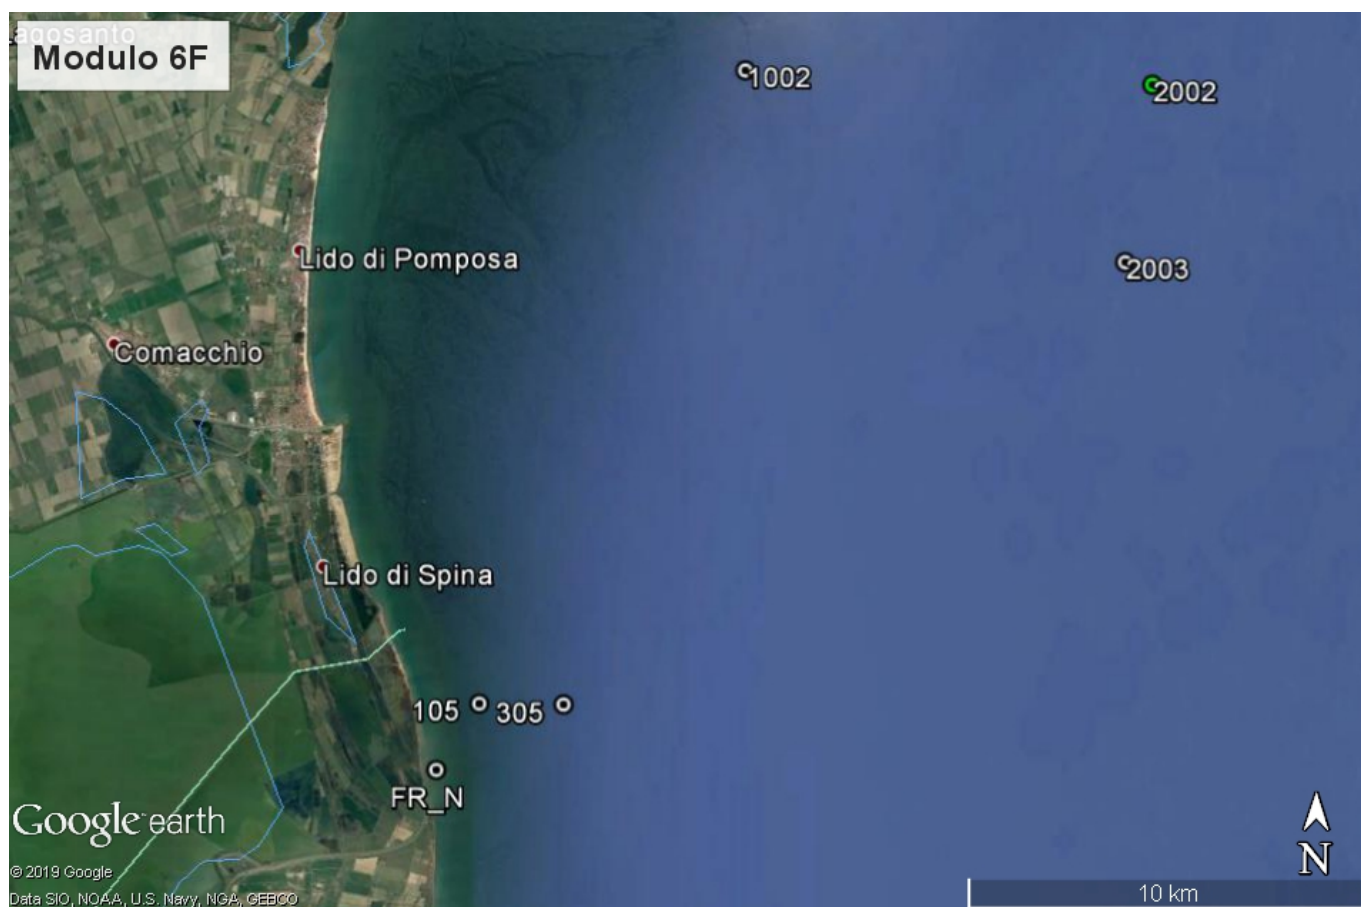 agosanto
Modulo 6F
1002
2002
Lido di Pomposa
2003
Comacchio
Lido di Spina
105
305
FR_N
Google earth
N
© 2019 Google
10 km
Data SIO, NOAA, U.S. Navy, NGA, GEBCO